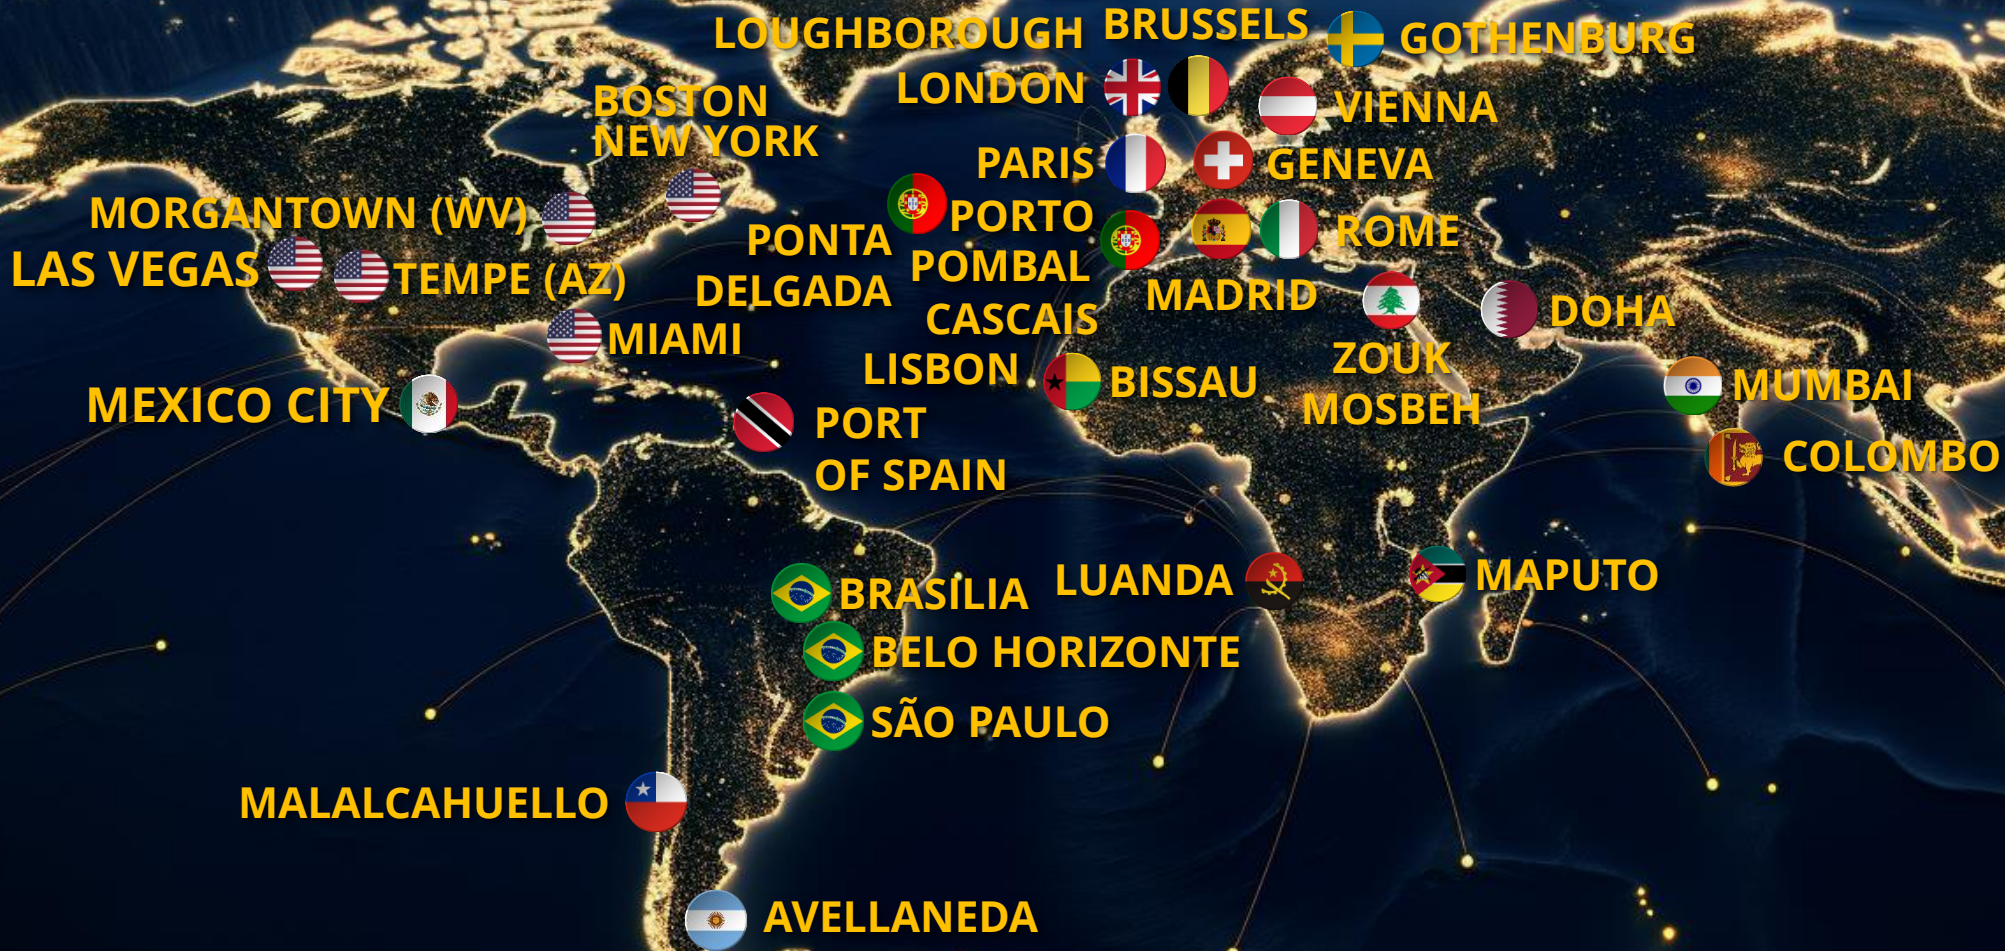 LOUGHBOROUGH
BRUSSELS
GOTHENBURG
LONDON
VIENNA
BOSTON
NEW YORK
PARIS
GENEVA
MORGANTOWN (WV)
PORTO
PONTA
DELGADA
ROME
LAS VEGAS
TEMPE (AZ)
POMBAL
MADRID
CASCAIS
DOHA
MIAMI
LISBON
ZOUK
MOSBEH
BISSAU
MUMBAI
MEXICO CITY
PORT
OF SPAIN
COLOMBO
BRASILIA
LUANDA
MAPUTO
BELO HORIZONTE
SÃO PAULO
MALALCAHUELLO
AVELLANEDA